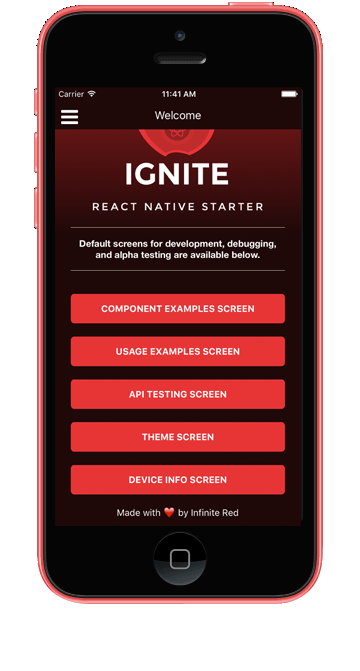 Carrier 11:41 AM
Welcome
IGNITE
REACT NATIVE STARTER
Default screens for development, debugging,
and alpha testing are available below.
COMPONENT EXAMPLES SCREEN
USAGE EXAMPLES SCREEN
API TESTING SCREEN
THEME SCREEN
DEVICE INFO SCREEN
Made with ❤️ by Infinite Red